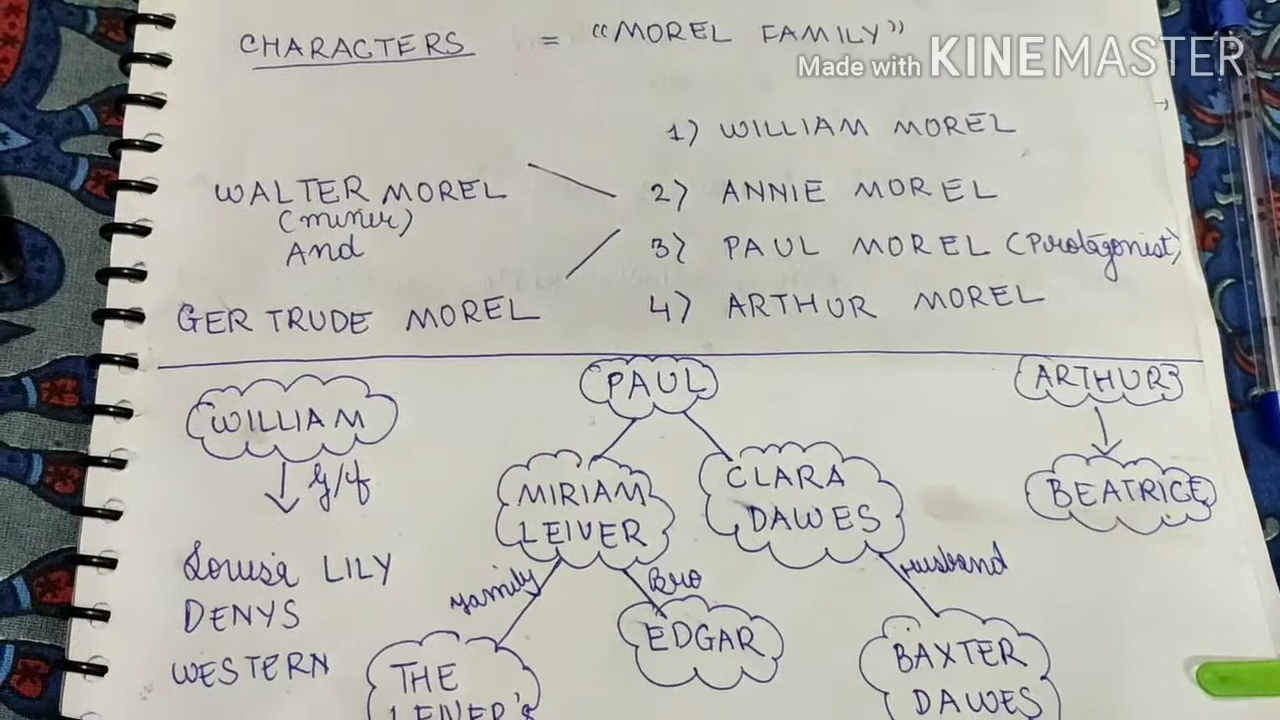 CHARACTERS = "MOREL FAMILY"
Made with KINEMASTER
1) WILLIAM MOREL
WALTER MOREL
(miner)
And
GERTRUDE MOREL
2) ANNIE MOREL
3) PAUL MOREL (Protagonist)
4) ARTHUR MOREL
WILLIAM
g/f
Louisa LILY
DENYS
WESTERN
PAUL
MIRIAM
LEIVER
family
THE
LEIVER's
Bro
EDGAR
CLARA
DAWES
Husband
BAXTER
DAWES
ARTHUR
BEATRICE